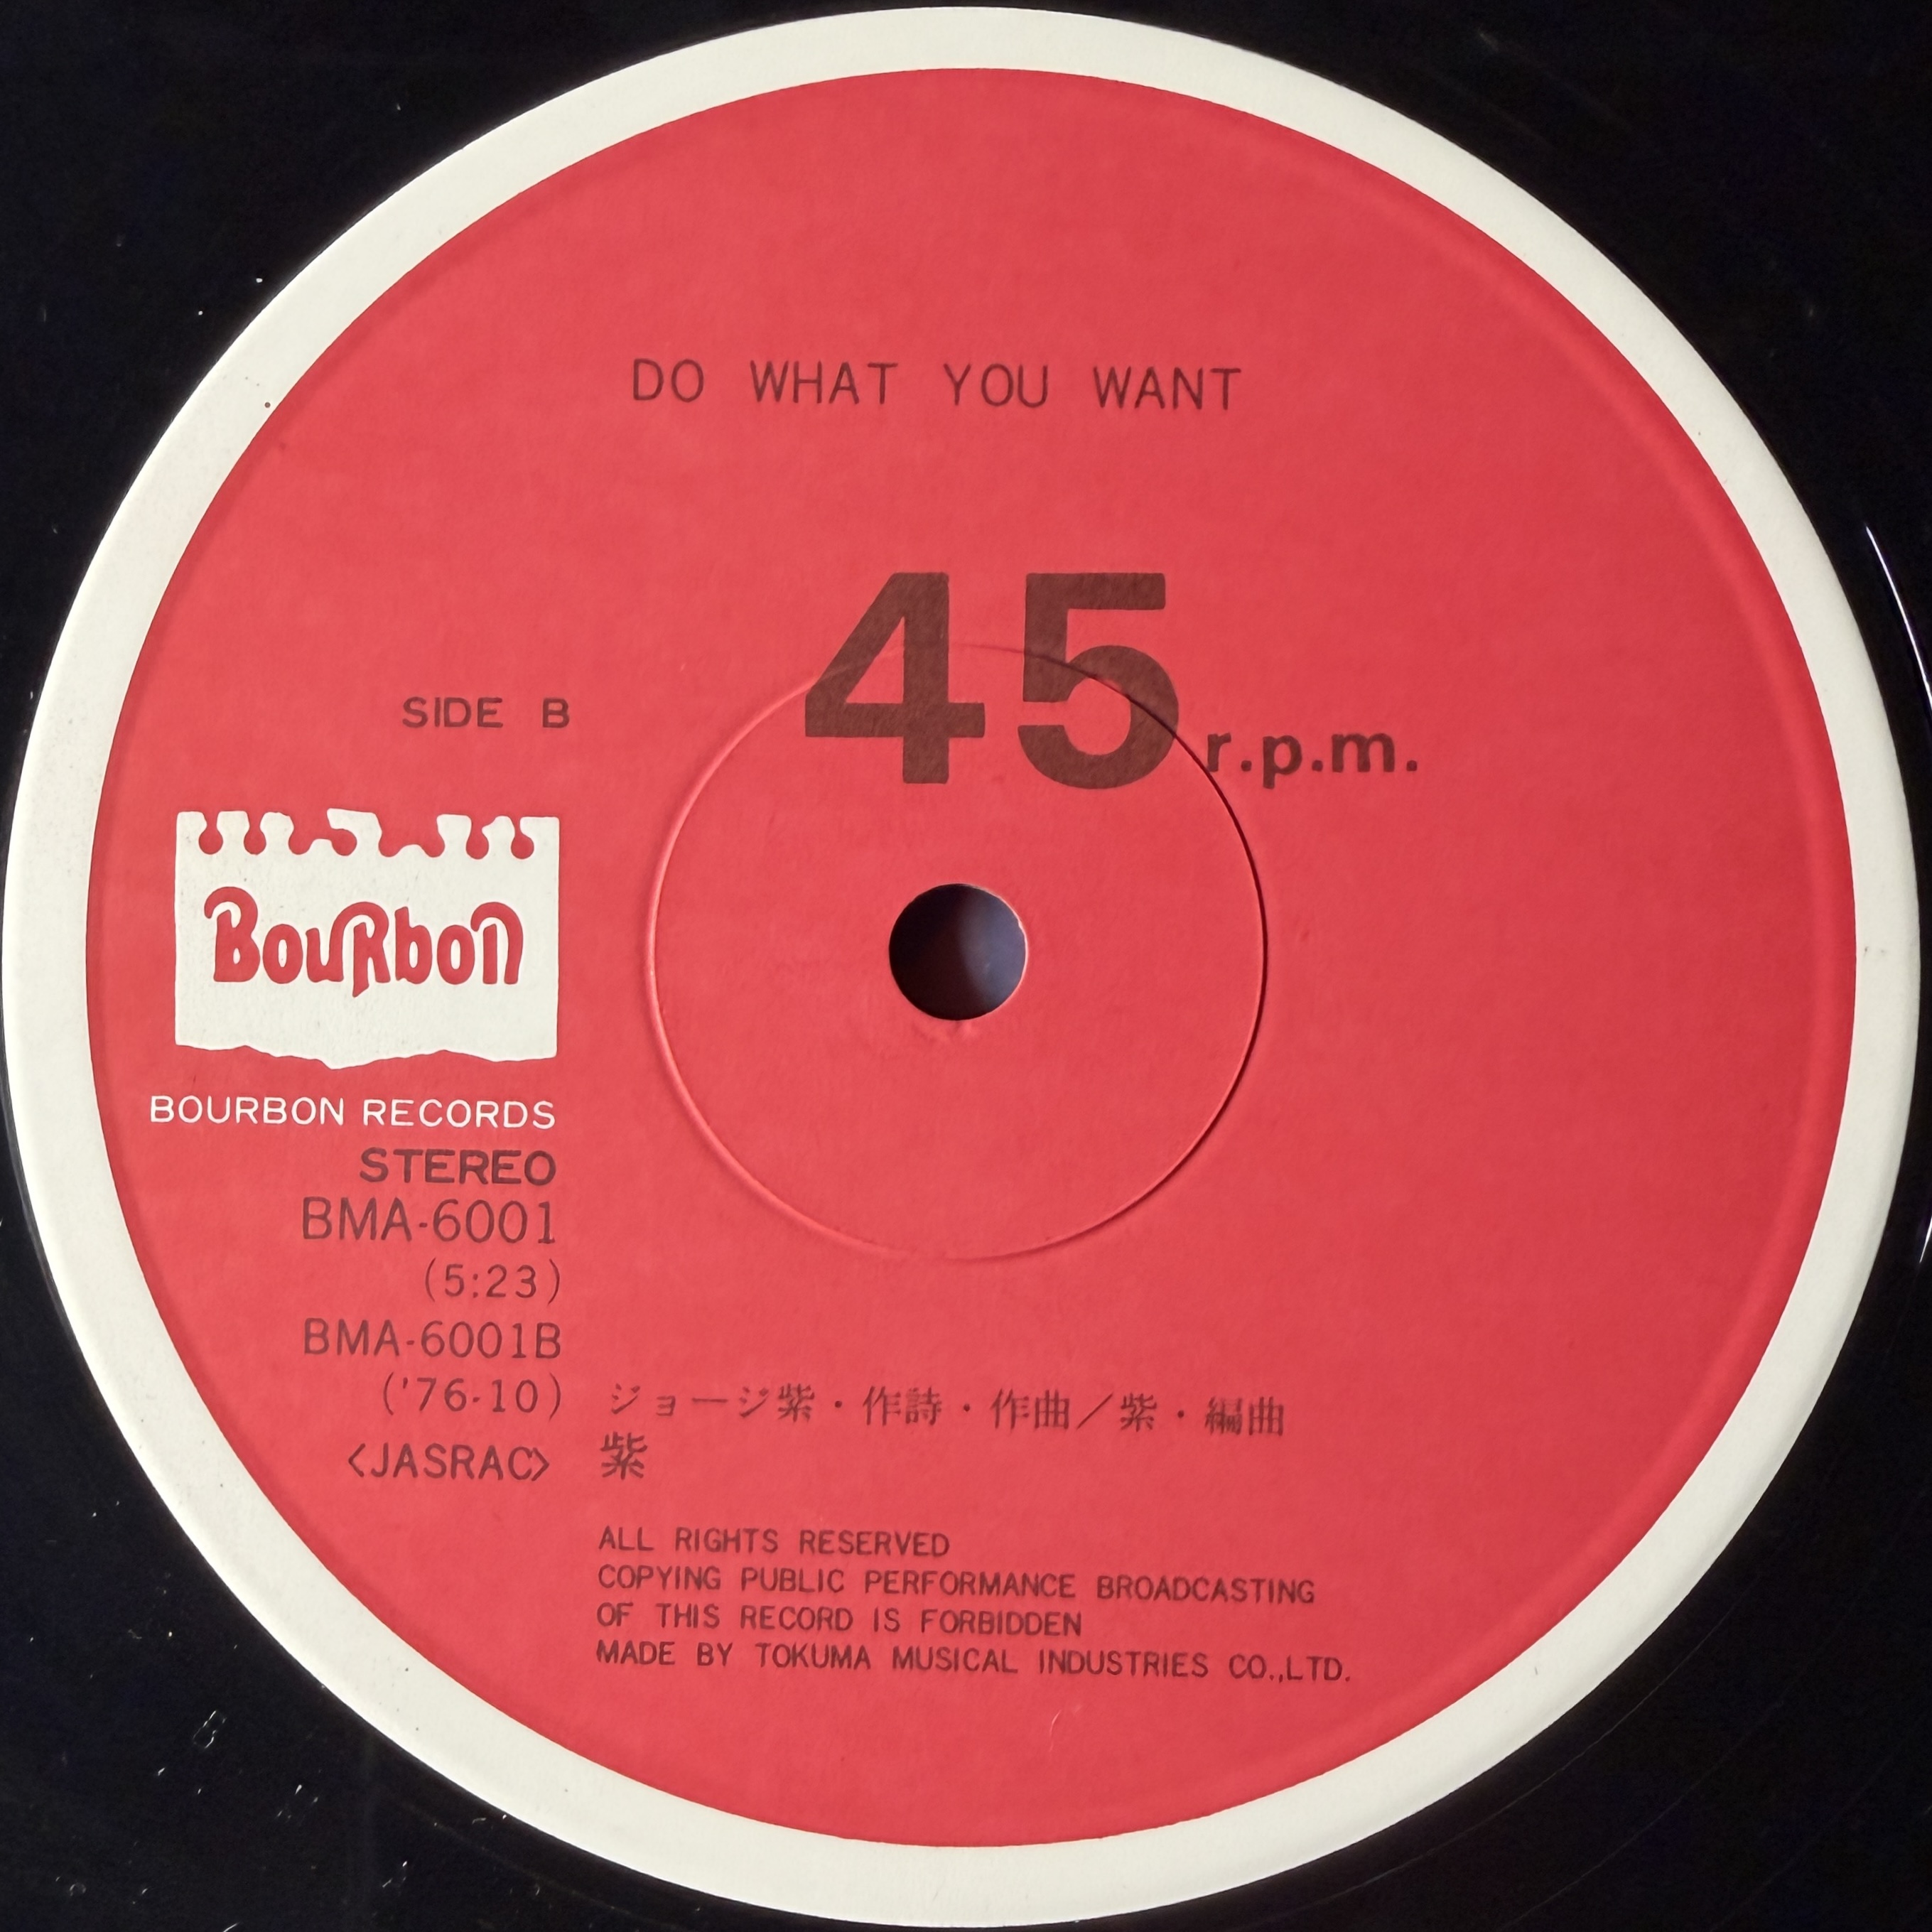 DO WHAT YOU WANT
45 r.p.m.
SIDE B
Bourbon
BOURBON RECORDS
STEREO
BMA-6001
(5:23)
BMA-6001B
('76-10)
ジョージ紫・作詩・作曲／紫・編曲
<JASRAC>
紫
ALL RIGHTS RESERVED
COPYING PUBLIC PERFORMANCE BROADCASTING
OF THIS RECORD IS FORBIDDEN
MADE BY TOKUMA MUSICAL INDUSTRIES CO.,LTD.